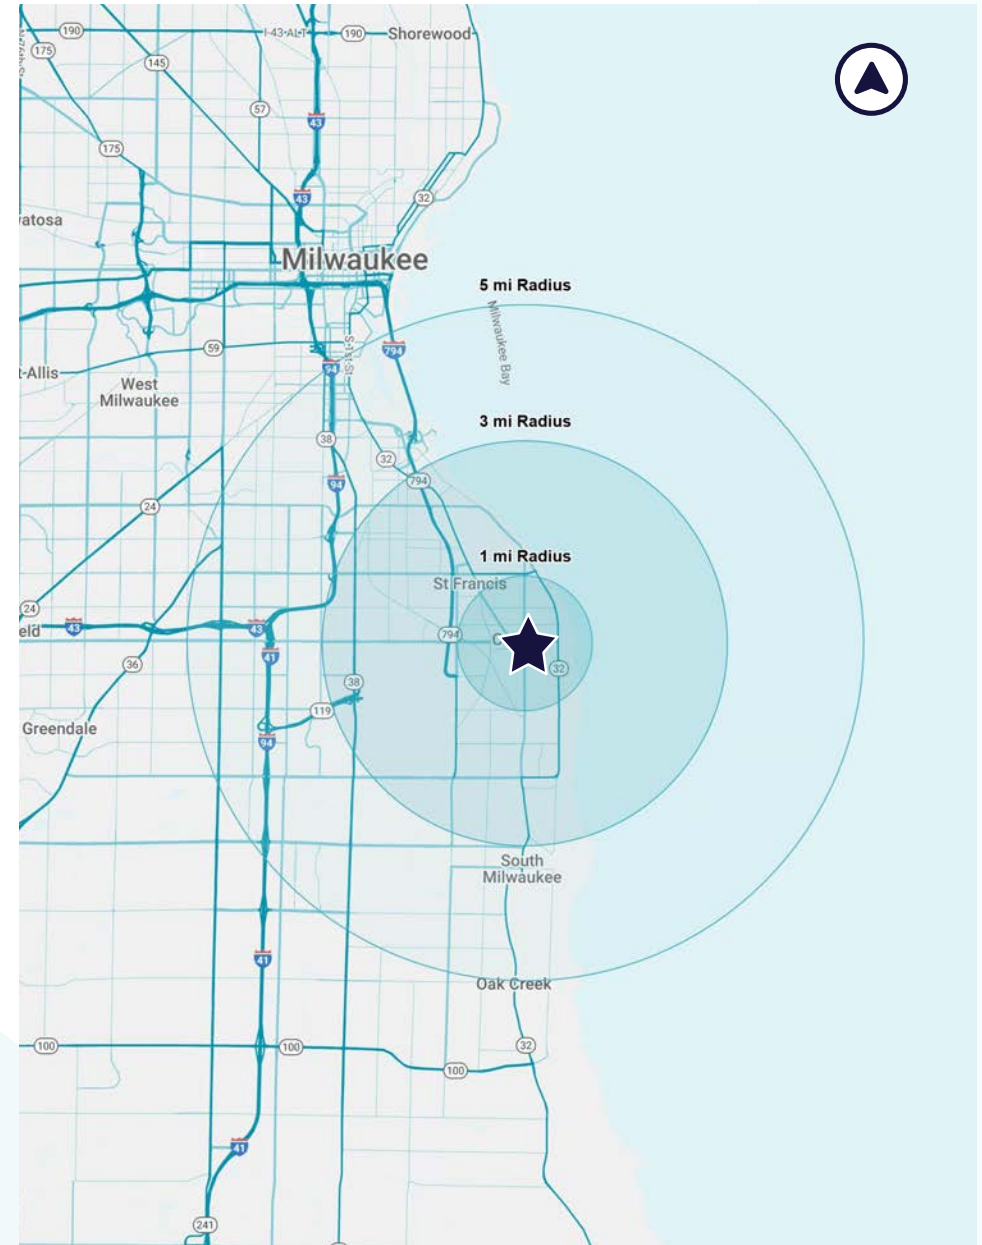 190
I-43-ALT
190
Shorewood
175
145
57
43
175
43
32
atosa
Milwaukee
5 mi Radius
Milwaukee Bay
S 1st St
59
794
94
t-Allis
West
Milwaukee
3 mi Radius
38
32
794
94
24
1 mi Radius
St Francis
24
43
43
eld
794
C
41
36
32
38
119
Greendale
94
South
Milwaukee
41
Oak Creek
100
100
32
100
41
241